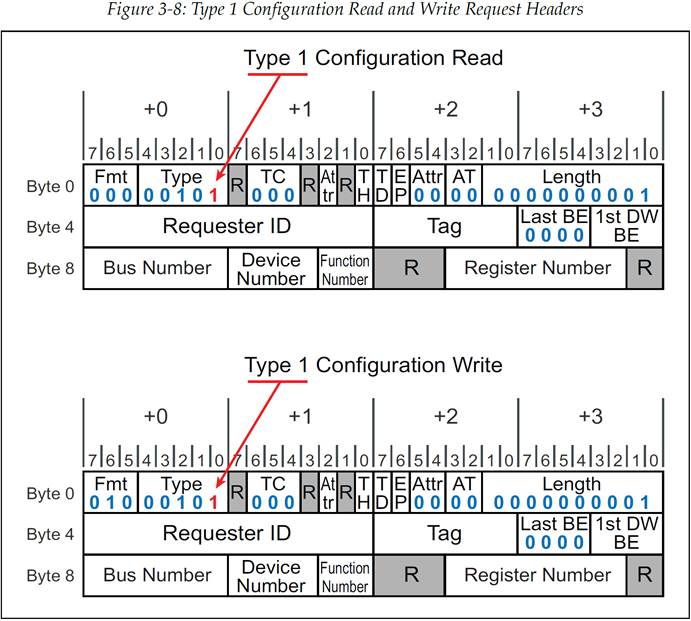 Figure 3-8: Type 1 Configuration Read and Write Request Headers
Type 1 Configuration Read
+0 +1 +2 +3
7 6 5 4 3 2 1 0 7 6 5 4 3 2 1 0 7 6 5 4 3 2 1 0 7 6 5 4 3 2 1 0
Byte 0 Fmt 0 0 0 Type 0 0 1 0 1 R TC 0 0 0 R Attr R TH TD EP Attr 0 0 AT 0 0 Length 0 0 0 0 0 0 0 0 0 1
Byte 4 Requester ID Tag Last BE 0 0 0 0 1st DW BE
Byte 8 Bus Number Device Number Function Number R Register Number R
Type 1 Configuration Write
+0 +1 +2 +3
7 6 5 4 3 2 1 0 7 6 5 4 3 2 1 0 7 6 5 4 3 2 1 0 7 6 5 4 3 2 1 0
Byte 0 Fmt 0 1 0 Type 0 0 1 0 1 R TC 0 0 0 R Attr R TH TD EP Attr 0 0 AT 0 0 Length 0 0 0 0 0 0 0 0 0 1
Byte 4 Requester ID Tag Last BE 0 0 0 0 1st DW BE
Byte 8 Bus Number Device Number Function Number R Register Number R